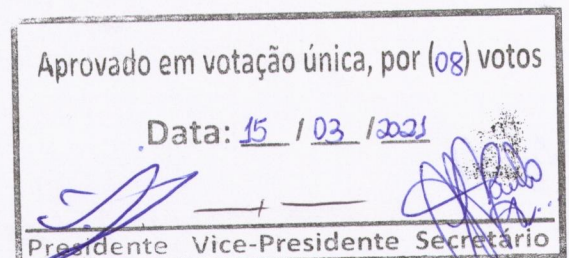 Aprovado em votação única, por (08) votos
Data: 15 / 03 / 2021
Presidente Vice-Presidente Secretário